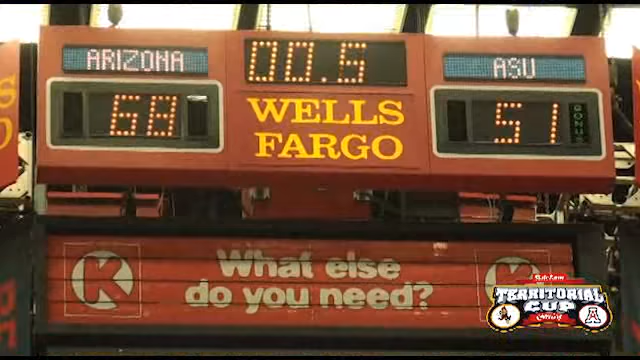 ARIZONA
00.5
ASU
68
51
BONUS
WELLS
FARGO
K
What else
do you need?
TERRITORIAL
CUP
A